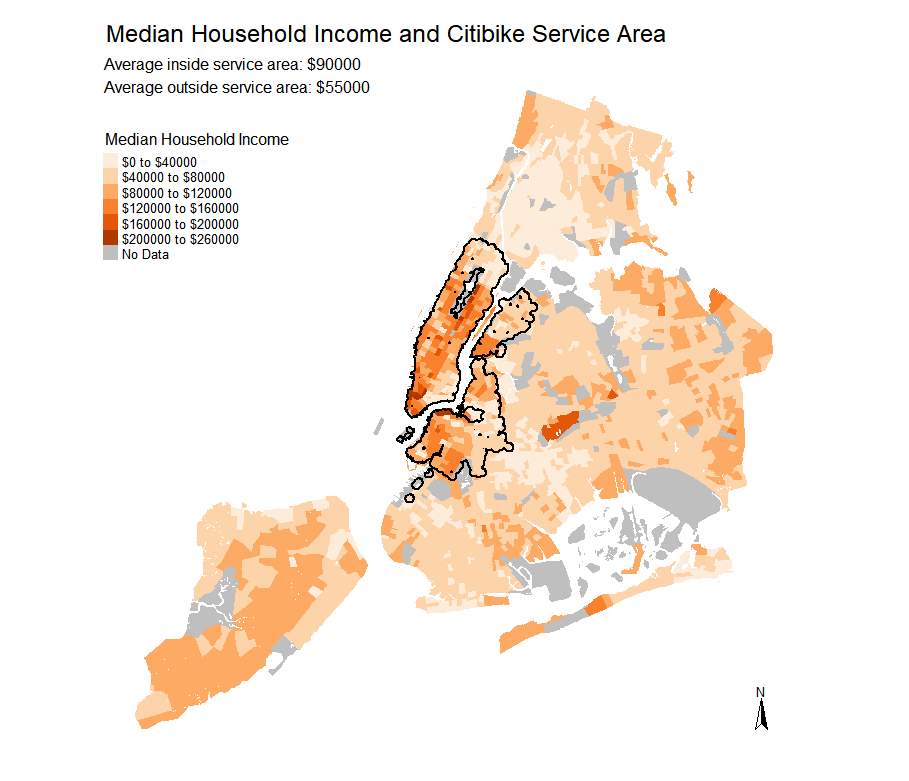 Median Household Income and Citibike Service Area
Average inside service area: $90000
Average outside service area: $55000
Median Household Income
$0 to $40000
$40000 to $80000
$80000 to $120000
$120000 to $160000
$160000 to $200000
$200000 to $260000
No Data
N